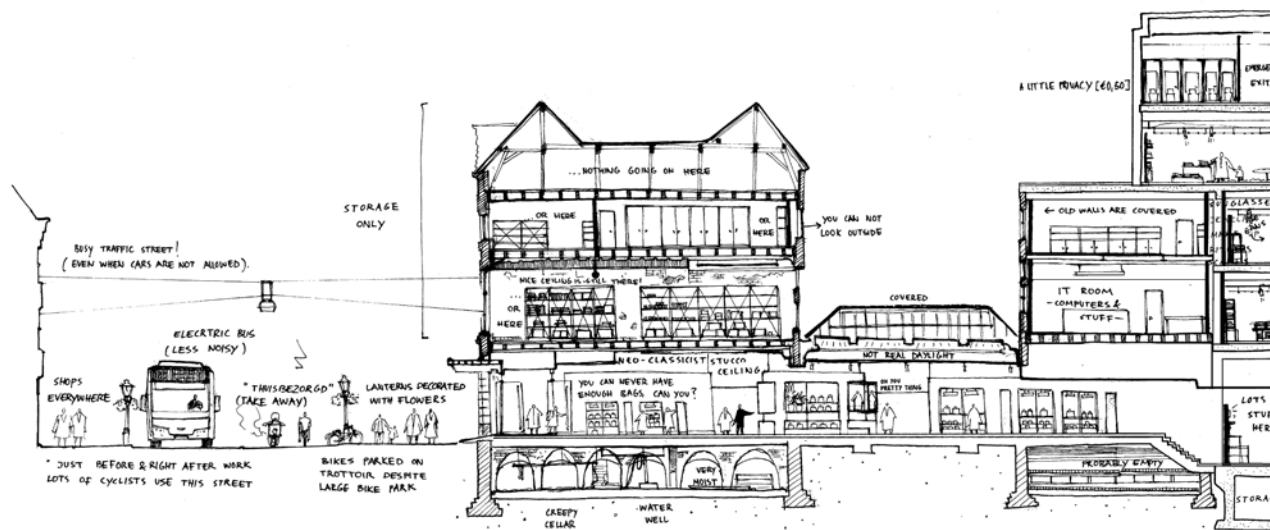 BUSY TRAFFIC STREET!
(EVEN WHEN CARS ARE NOT ALLOWED).
STORAGE
ONLY
ELECRTRIC BUS
(LESS NOISY)
SHOPS
EVERYWHERE
"THUISBEZORGD"
(TAKE AWAY)
LANTERNS DECORATED
WITH FLOWERS
"JUST BEFORE & RIGHT AFTER WORK
LOTS OF CYCLISTS USE THIS STREET
BIKES PARKED ON
TROTTOIR DESPITE
LARGE BIKE PARK
...NOTHING GOING ON HERE
...OR HERE
OR
HERE
YOU CAN NOT
LOOK OUTSIDE
NICE CEILING IS STILL THERE!
...
OR
HERE
NEO-CLASSICIST STUCCO
CEILING
YOU CAN NEVER HAVE
ENOUGH BAGS, CAN YOU?
VERY
MOIST
CREEPY
CELLAR
WATER
WELL
COVERED
NOT REAL DAYLIGHT
OH YOU
PRETTY THING
A LITTLE PRIVACY [€0,50]
EMERGE
EXIT
← OLD WALLS ARE COVERED
IT ROOM
-COMPUTERS &
STUFF-
LOTS
STU
HER
PROBABLY EMPTY
STORA